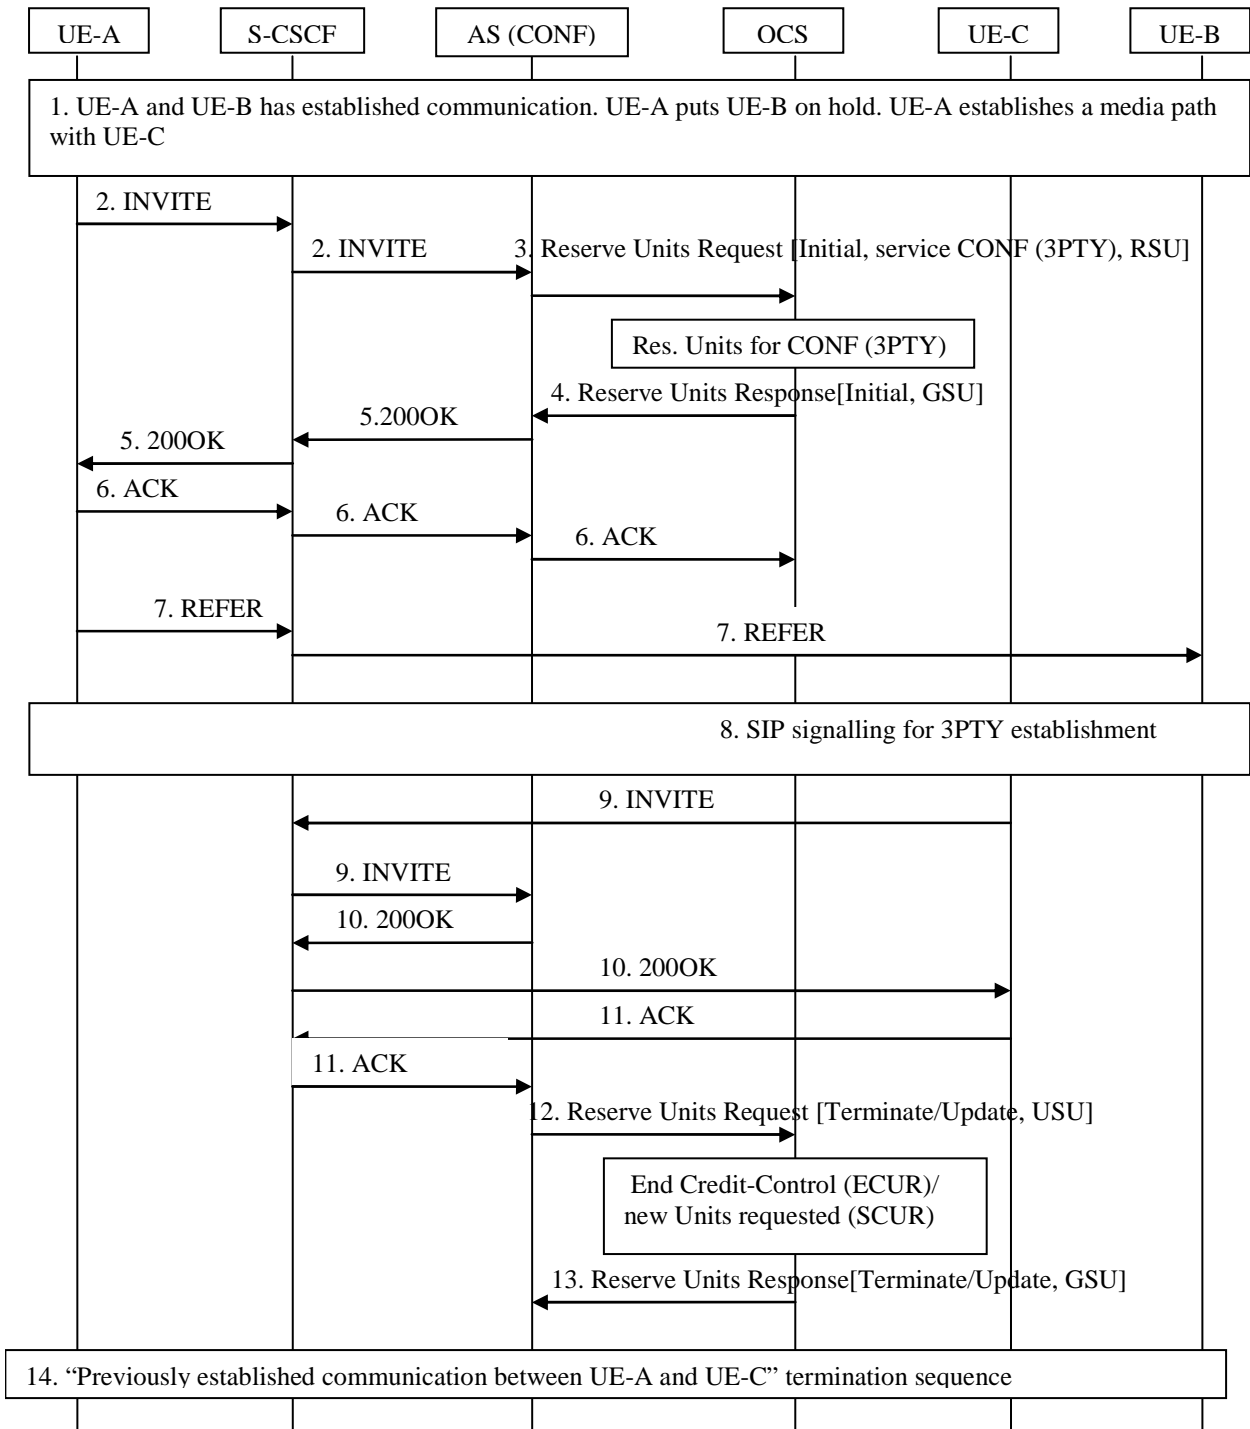 UE-A
S-CSCF
AS (CONF)
OCS
UE-C
UE-B
1. UE-A and UE-B has established communication. UE-A puts UE-B on hold. UE-A establishes a media path
with UE-C
2. INVITE
2. INVITE
3. Reserve Units Request [Initial, service CONF (3PTY), RSU]
Res. Units for CONF (3PTY)
4. Reserve Units Response[Initial, GSU]
5.200OK
5. 200OK
6. ACK
6. ACK
6. ACK
7. REFER
7. REFER
8. SIP signalling for 3PTY establishment
9. INVITE
9. INVITE
10. 200OK
10. 200OK
11. ACK
11. ACK
12. Reserve Units Request [Terminate/Update, USU]
End Credit-Control (ECUR)/
new Units requested (SCUR)
13. Reserve Units Response[Terminate/Update, GSU]
14. “Previously established communication between UE-A and UE-C” termination sequence